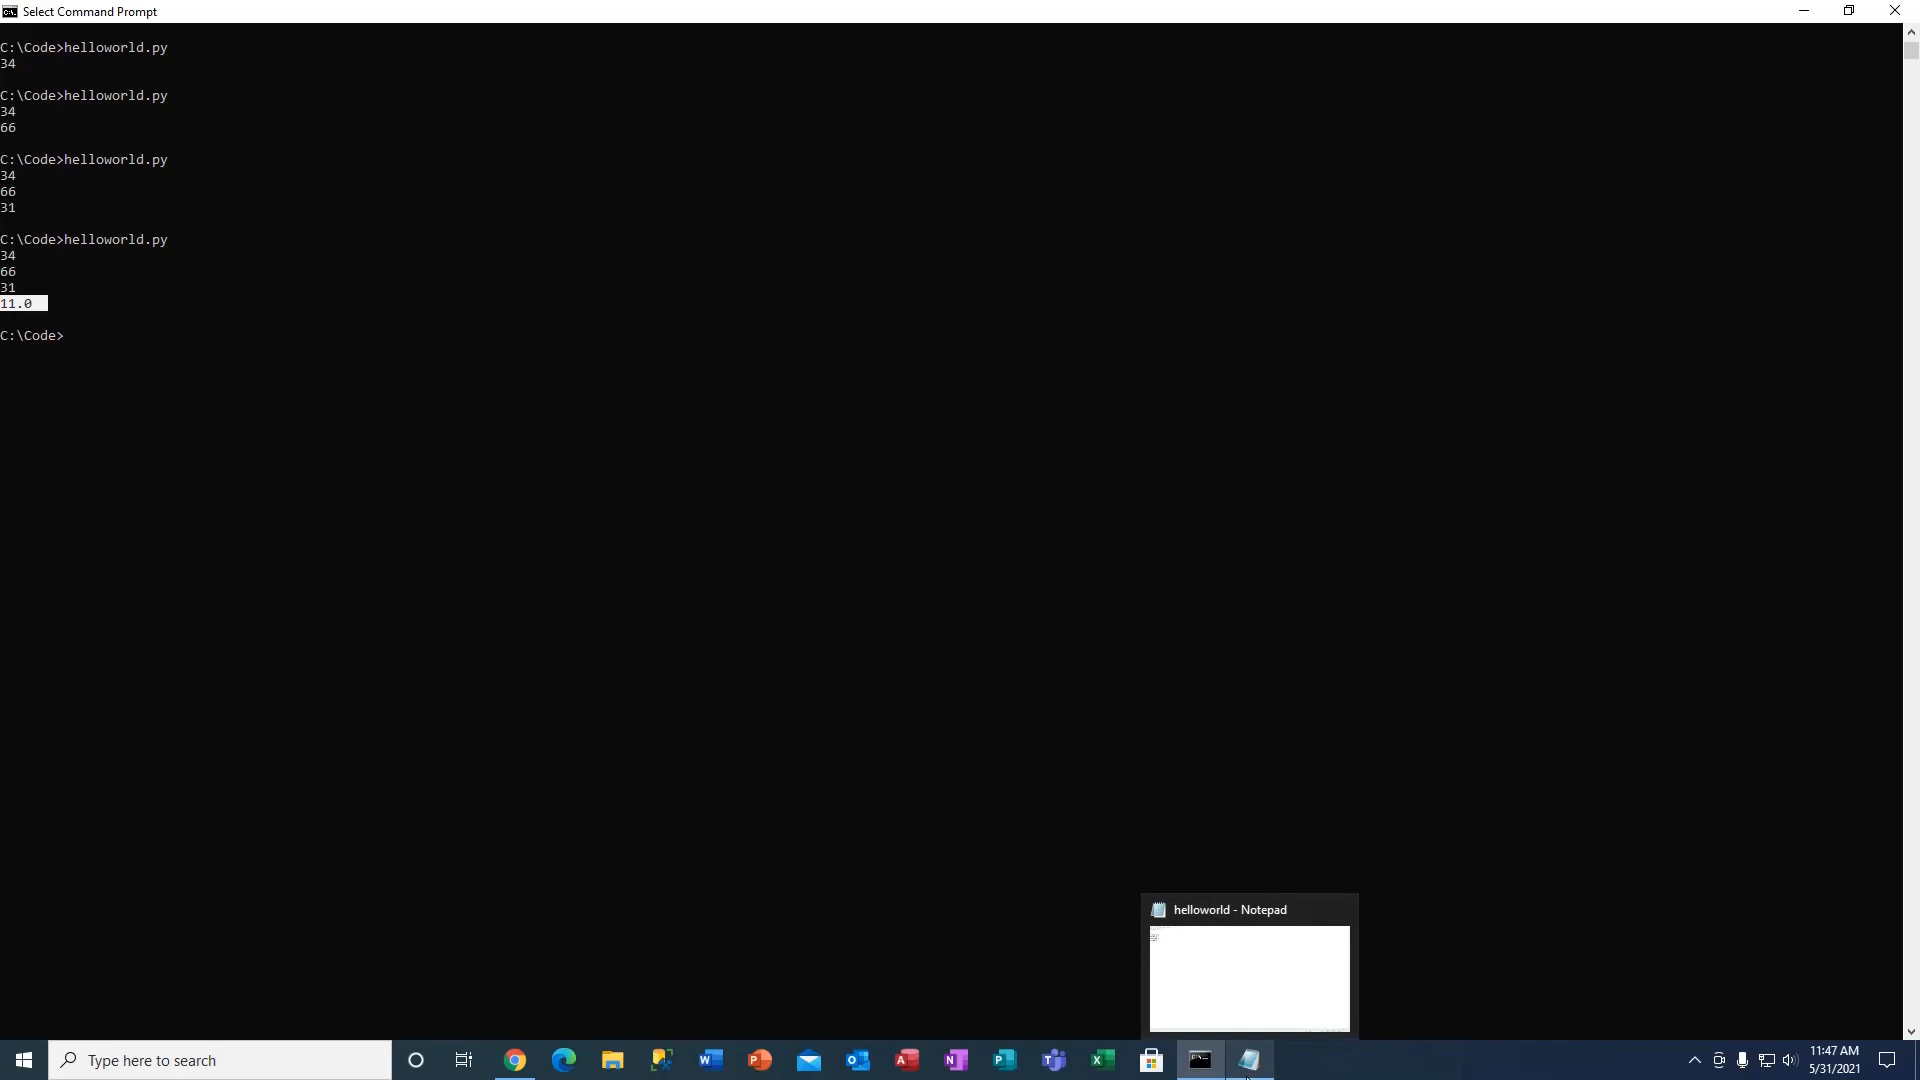 Select Command Prompt
C:\Code>helloworld.py
34
C:\Code>helloworld.py
34
66
C:\Code>helloworld.py
34
66
31
C:\Code>helloworld.py
34
66
31
11.0
C:\Code>
helloworld - Notepad
Type here to search
11:47 AM
5/31/2021